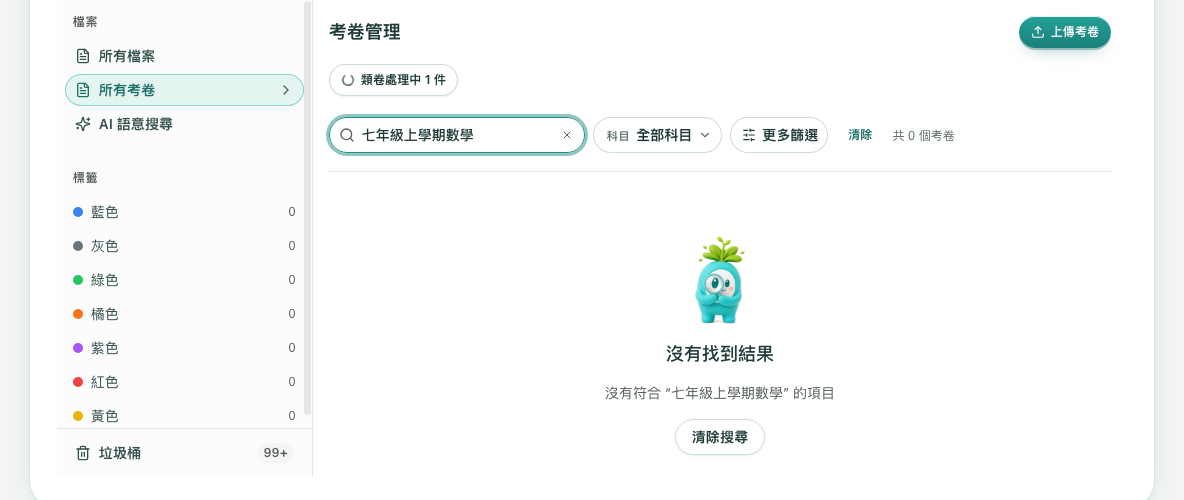 檔案
所有檔案
所有考卷
AI 語意搜尋
標籤
藍色 0
灰色 0
綠色 0
橘色 0
紫色 0
紅色 0
黃色 0
垃圾桶 99+
考卷管理
上傳考卷
類卷處理中 1 件
七年級上學期數學
科目 全部科目
更多篩選
清除
共 0 個考卷
沒有找到結果
沒有符合 “七年級上學期數學” 的項目
清除搜尋